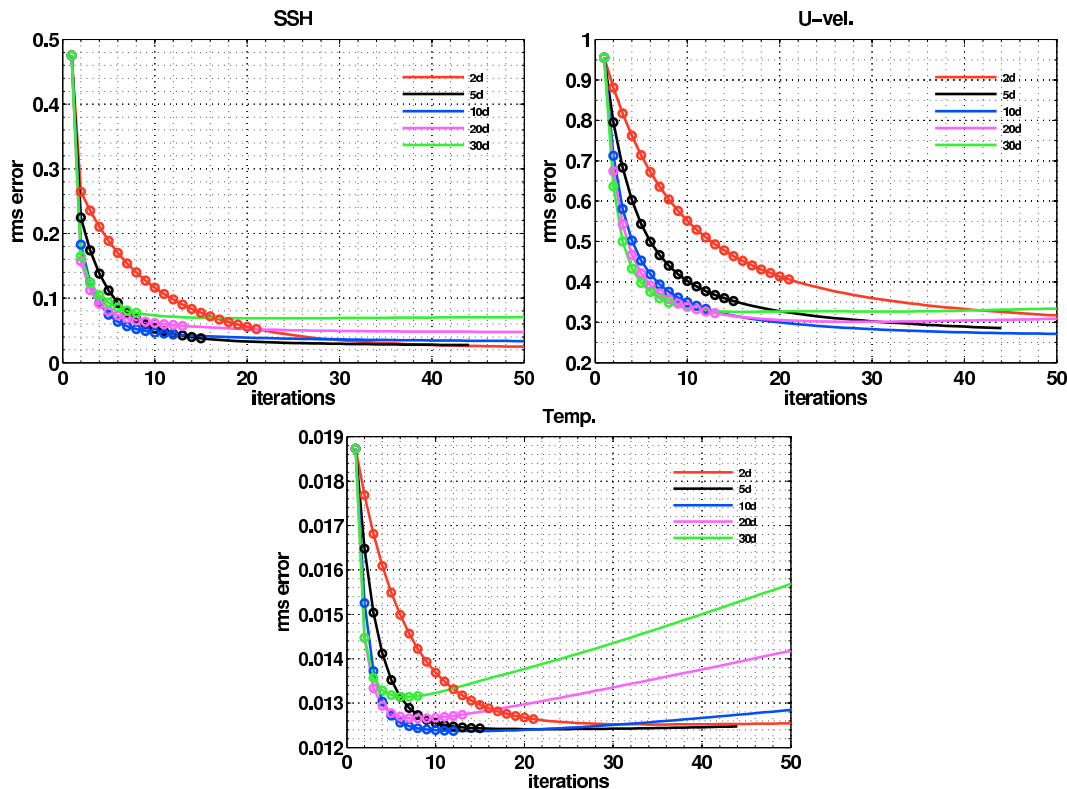 SSH
0.5
0.4
0.3
0.2
0.1
0
rms error
2d
5d
10d
20d
30d
0 10 20 30 40 50
iterations
U-vel.
1
0.9
0.8
0.7
0.6
0.5
0.4
0.3
0.2
rms error
2d
5d
10d
20d
30d
0 10 20 30 40 50
iterations
Temp.
0.019
0.018
0.017
0.016
0.015
0.014
0.013
0.012
rms error
2d
5d
10d
20d
30d
0 10 20 30 40 50
iterations